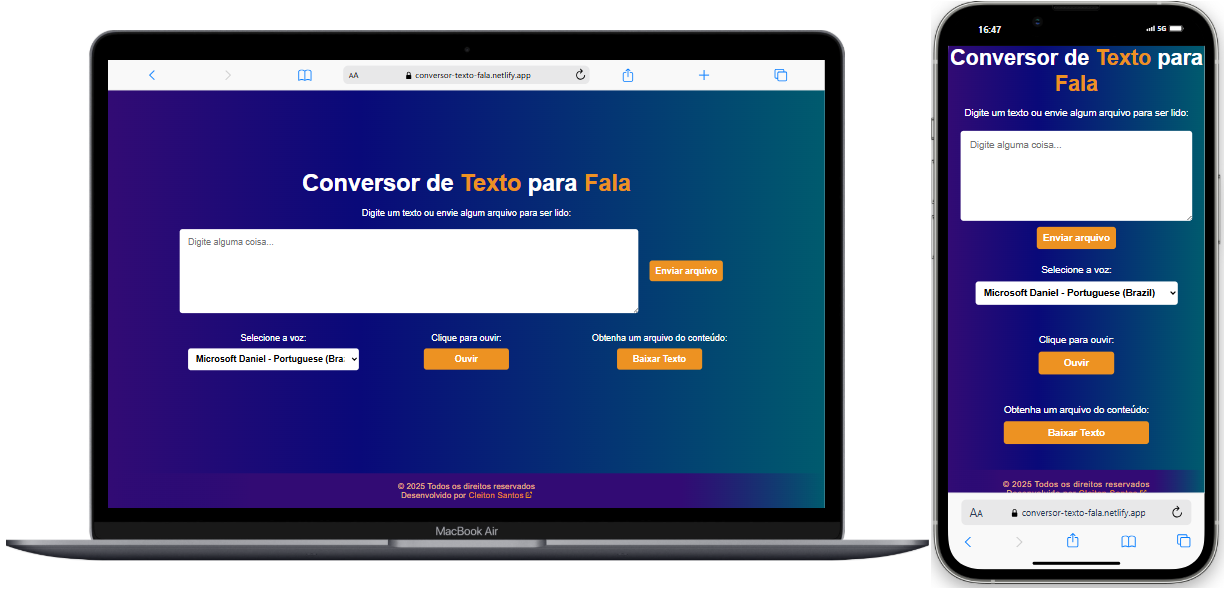 AA conversor-texto-fala.netlify.app
Conversor de Texto para Fala
Digite um texto ou envie algum arquivo para ser lido:
Digite alguma coisa...
Enviar arquivo
Selecione a voz:
Microsoft Daniel - Portuguese (Bra
Clique para ouvir:
Ouvir
Obtenha um arquivo do conteúdo:
Baixar Texto
© 2025 Todos os direitos reservados
Desenvolvido por Cleiton Santos
MacBook Air
16:47 5G
Conversor de Texto para
Fala
Digite um texto ou envie algum arquivo para ser lido:
Digite alguma coisa...
Enviar arquivo
Selecione a voz:
Microsoft Daniel - Portuguese (Brazil)
Clique para ouvir:
Ouvir
Obtenha um arquivo do conteúdo:
Baixar Texto
© 2025 Todos os direitos reservados
Desenvolvido por Cleiton Santos
AA conversor-texto-fala.netlify.app